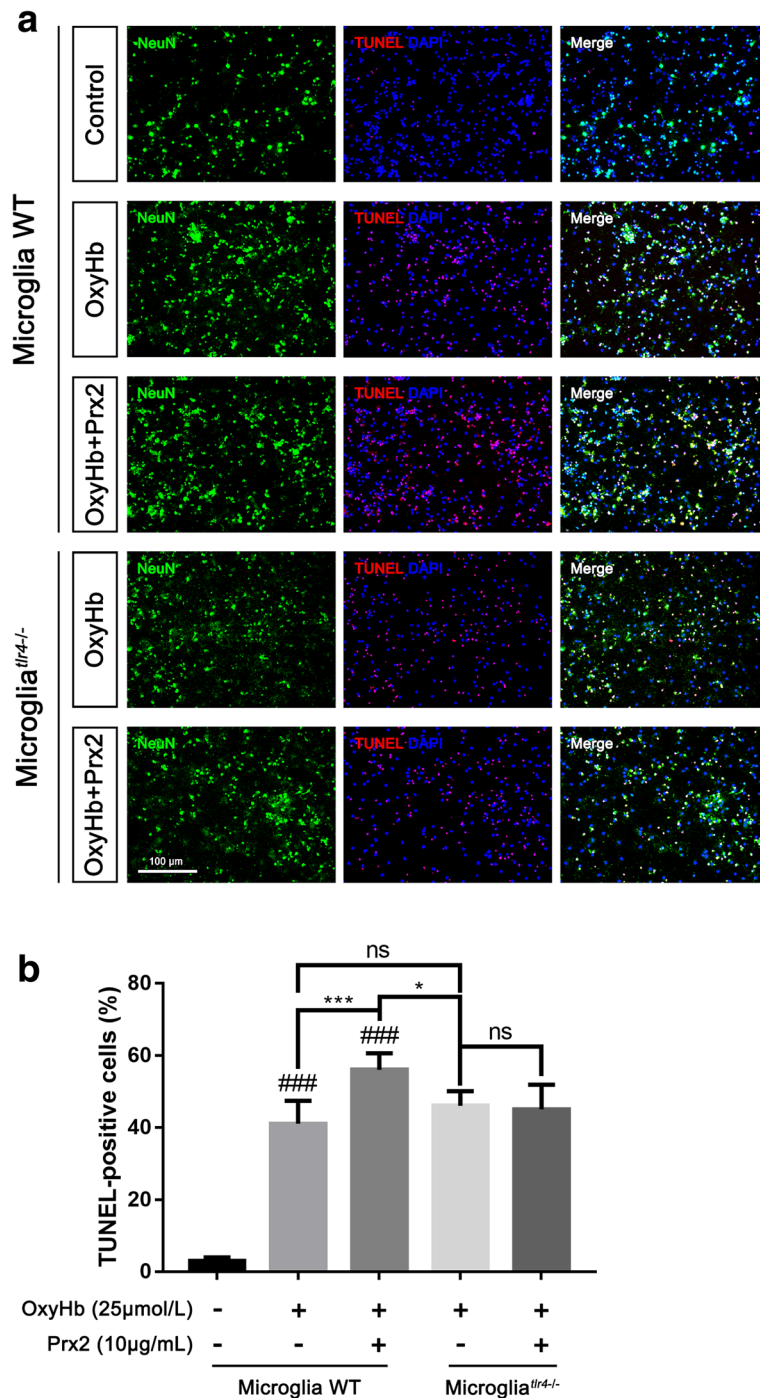 a
Microglia WT
Control
NeuN
TUNEL DAPI
Merge
OxyHb
NeuN
TUNEL DAPI
Merge
OxyHb+Prx2
NeuN
TUNEL DAPI
Merge
Microglia tlr4-/-
OxyHb
NeuN
TUNEL DAPI
Merge
OxyHb+Prx2
NeuN
TUNEL DAPI
Merge
100 µm
b
TUNEL-positive cells (%)
80
60
40
20
0
ns
*** *
### ns
###
OxyHb (25µmol/L) - + + + +
Prx2 (10µg/mL) - - + - +
Microglia WT Microglia tlr4-/-